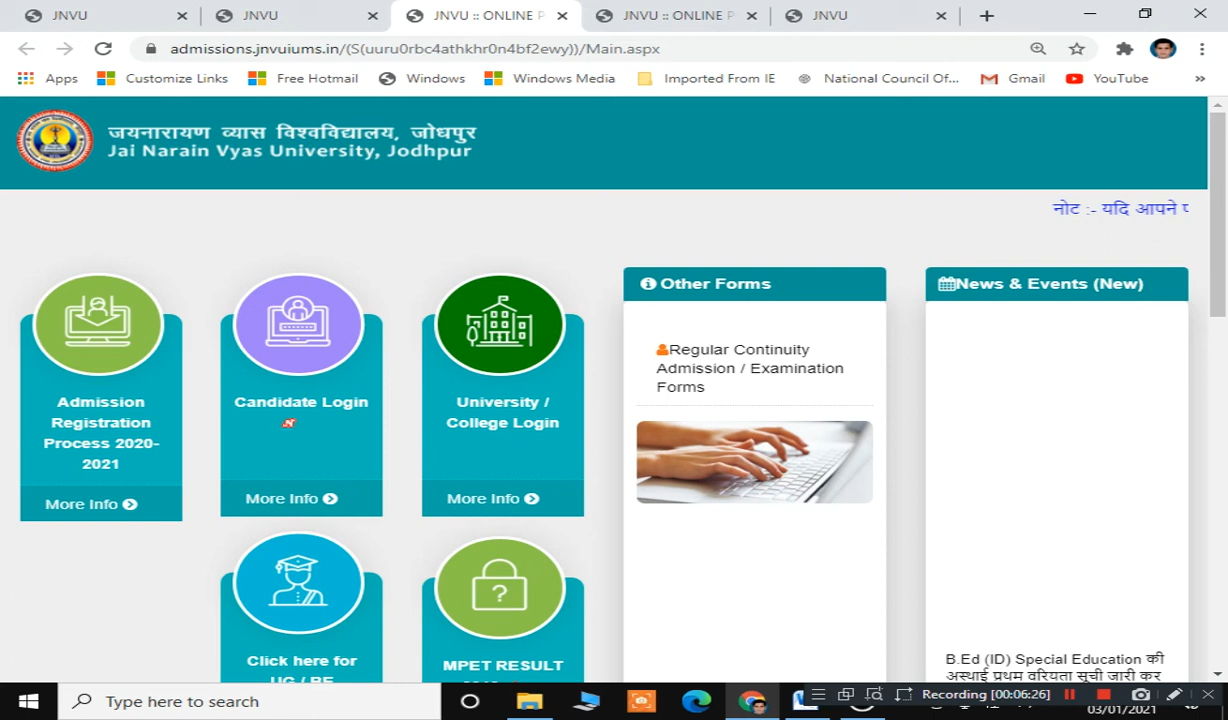 JNVU
JNVU
JNVU :: ONLINE P
JNVU :: ONLINE P
JNVU
admissions.jnvuiums.in/(S(uuru0rbc4athkhr0n4bf2ewy))/Main.aspx
Apps
Customize Links
Free Hotmail
Windows
Windows Media
Imported From IE
National Council Of...
Gmail
YouTube
»
जयनारायण व्यास विश्वविद्यालय, जोधपुर
Jai Narain Vyas University, Jodhpur
नोट :- यदि आपने
Admission
Registration
Process 2020-
2021
More Info
Candidate Login
N
More Info
University /
College Login
More Info
Click here for
UG / BE
MPET RESULT
Other Forms
Regular Continuity
Admission / Examination
Forms
News & Events (New)
B.Ed (ID) Special Education की
अस्थाई प्रथम वरियता सूची जारी कर
Type here to search
Recording [00:06:26]
03/01/2021